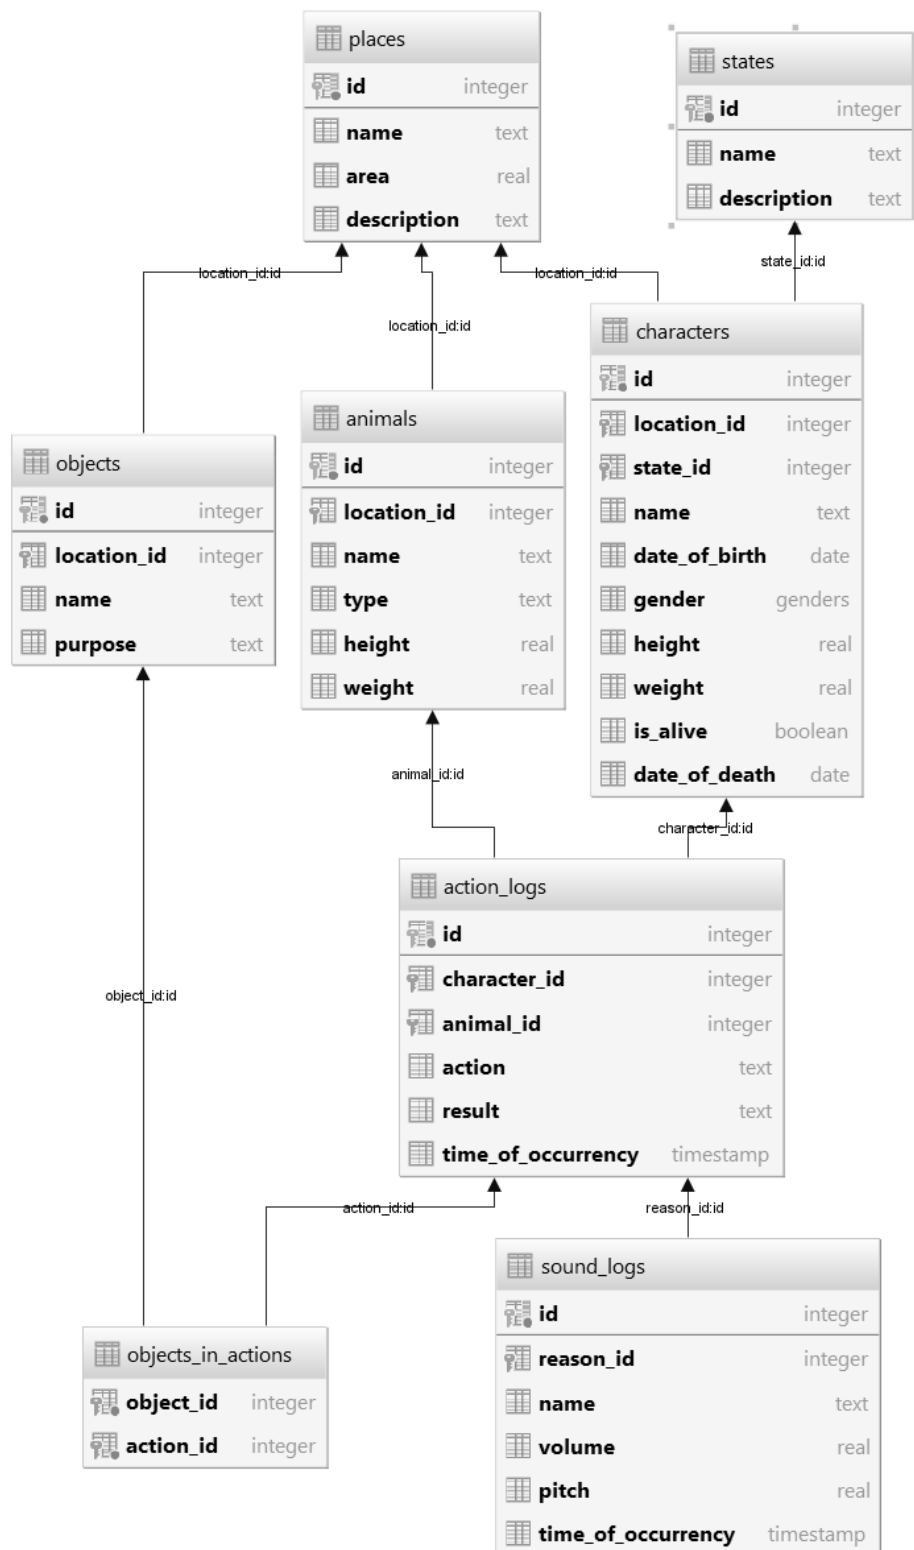 places
id integer
name text
area real
description text
states
id integer
name text
description text
location_id:id
location_id:id
state_id:id
location_id:id
characters
id integer
location_id integer
state_id integer
name text
date_of_birth date
gender genders
height real
weight real
is_alive boolean
date_of_death date
animals
id integer
location_id integer
name text
type text
height real
weight real
objects
id integer
location_id integer
name text
purpose text
animal_id:id
character_id:id
action_logs
id integer
character_id integer
animal_id integer
action text
result text
time_of_occurrency timestamp
object_id:id
action_id:id
reason_id:id
sound_logs
id integer
reason_id integer
name text
volume real
pitch real
time_of_occurrency timestamp
objects_in_actions
object_id integer
action_id integer